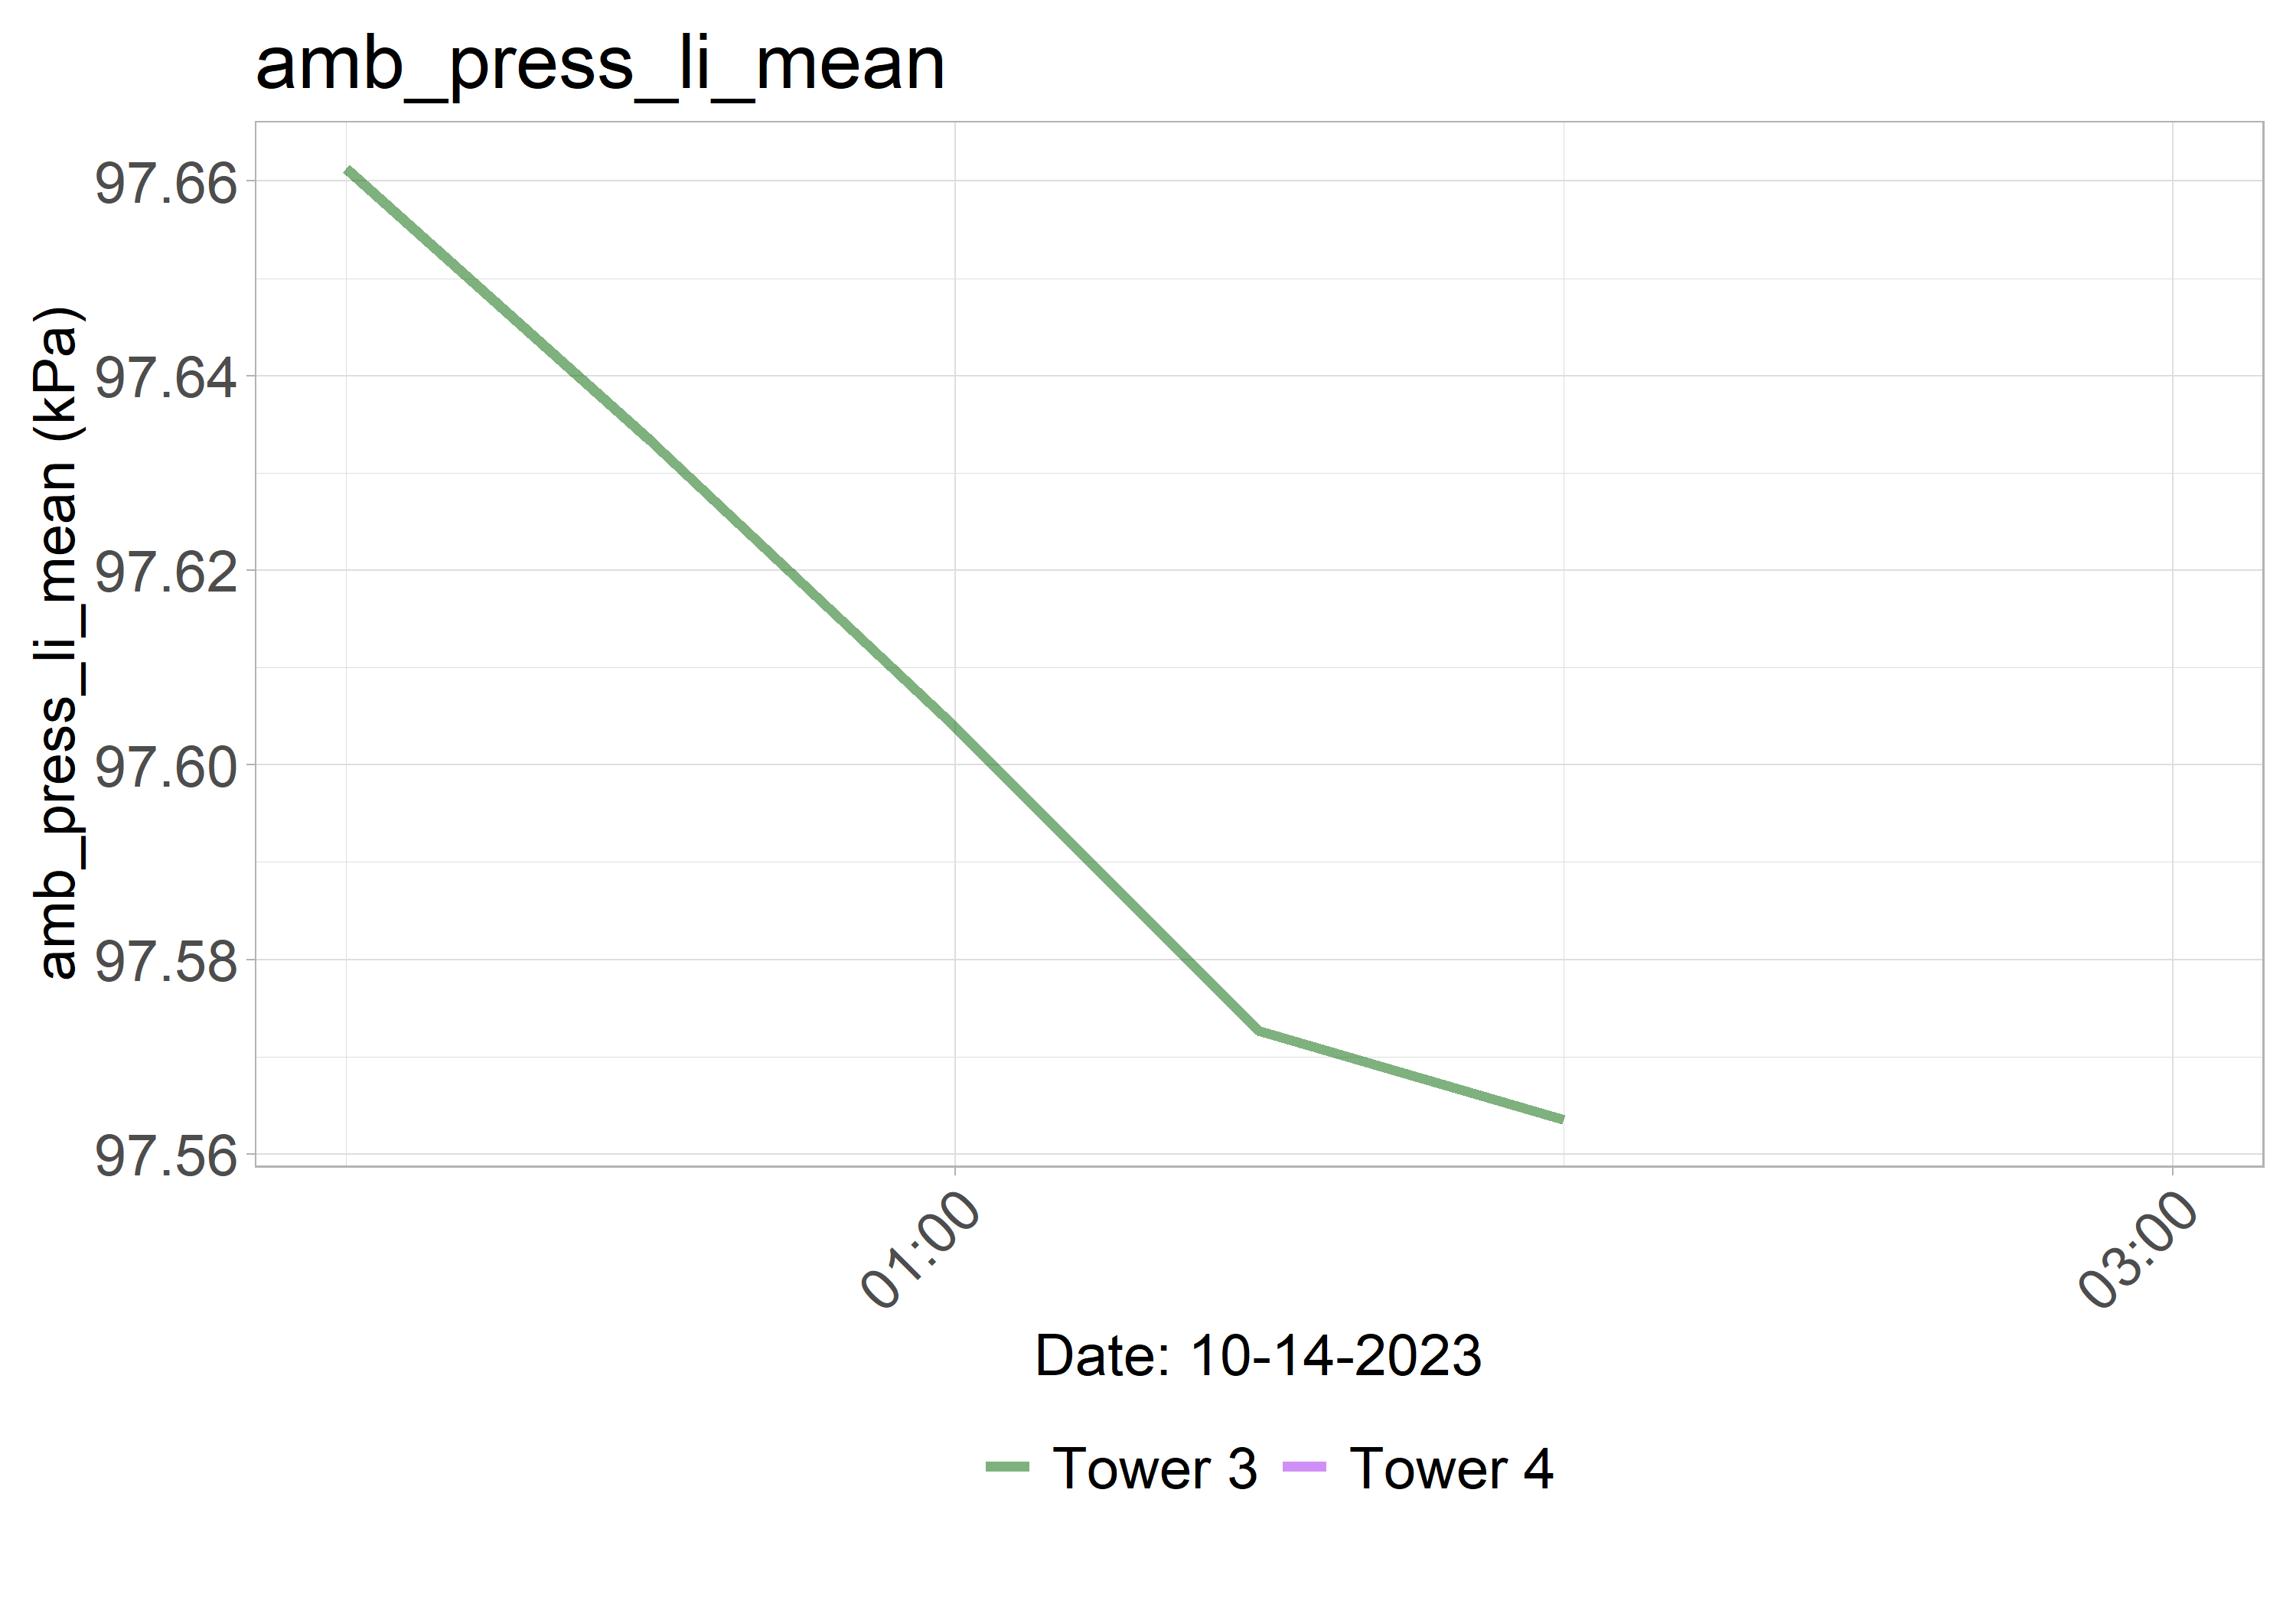 amb_press_li_mean
amb_press_li_mean (kPa)
97.66
97.64
97.62
97.60
97.58
97.56
01:00
03:00
Date: 10-14-2023
Tower 3
Tower 4